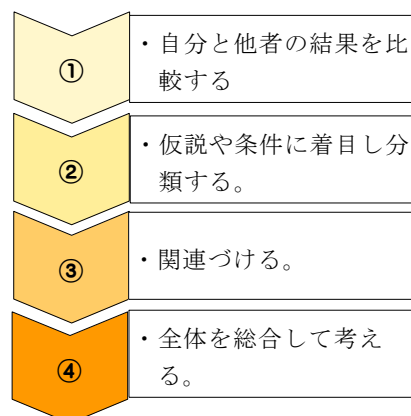 ①
・自分と他者の結果を比
較する
②
・仮説や条件に着目し分
類する。
③
・関連づける。
④
・全体を総合して考え
る。